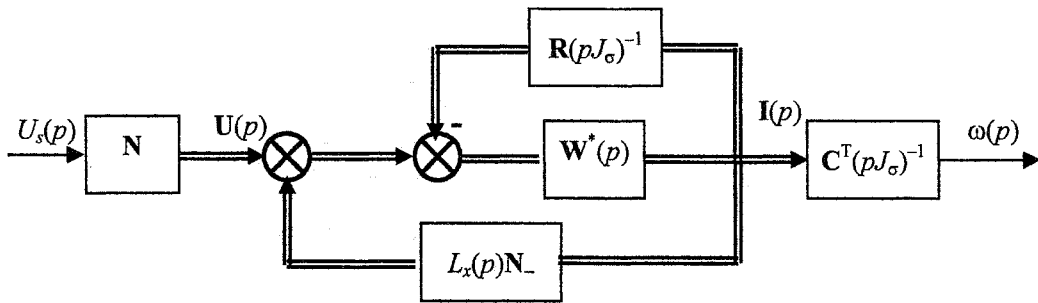 R(pJσ)⁻¹
-
Uₛ(p)
N
U(p)
W*(p)
I(p)
Cᵀ(pJσ)⁻¹
ω(p)
Lₓ(p)N₋